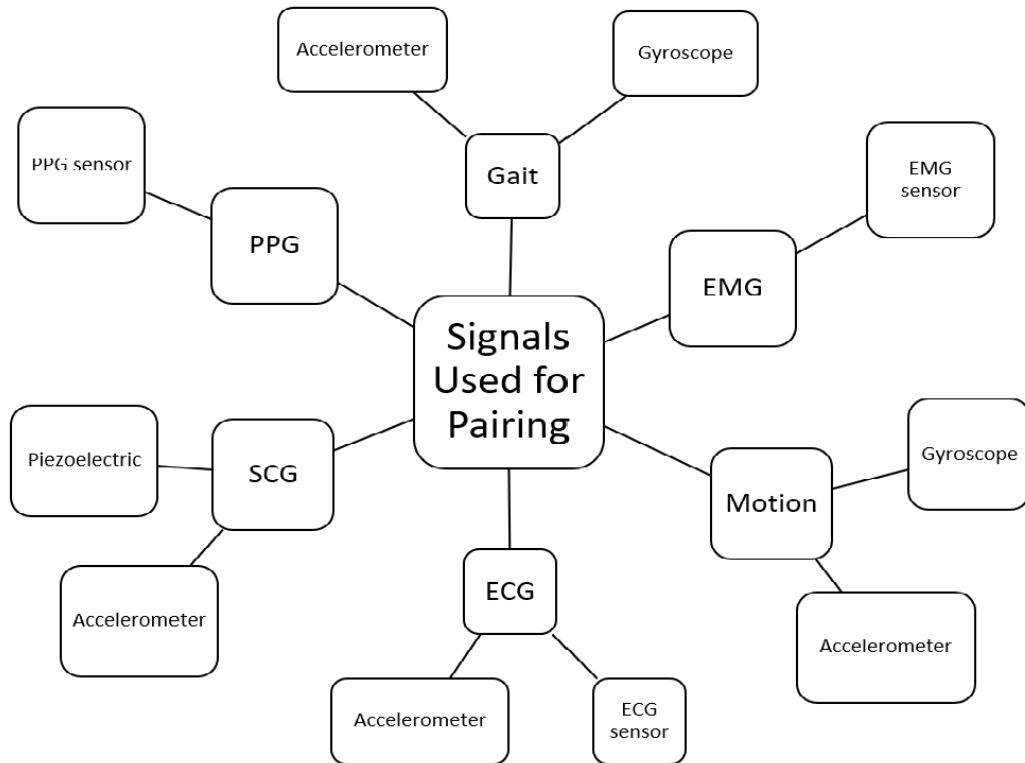 Accelerometer
Gyroscope
Gait
PPG sensor
PPG
EMG
sensor
EMG
Signals
Used for
Pairing
Piezoelectric
SCG
Accelerometer
Gyroscope
Motion
Accelerometer
ECG
Accelerometer
ECG
sensor